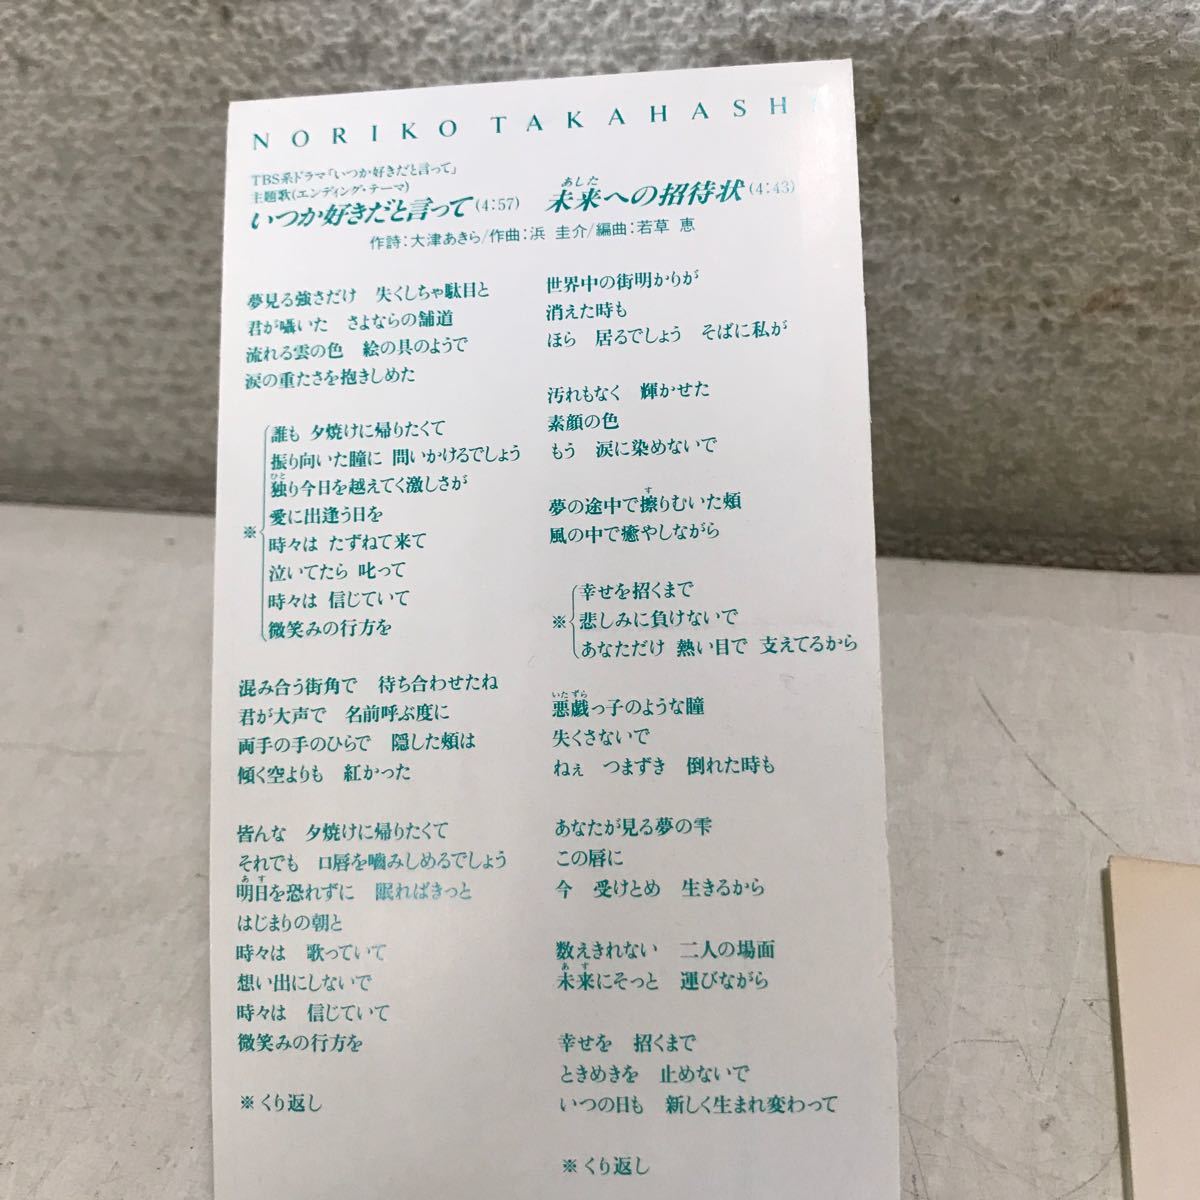 NORIKO TAKAHASHI
TBS系ドラマ「いつか好きだと言って」
主題歌(エンディング・テーマ)
いつか好きだと言って(4:57)
あした
未来への招待状(4:43)
作詩:大津あきら/作曲:浜 圭介/編曲:若草 恵
夢見る強さだけ 失くしちゃ駄目と
君が囁いた さよならの舗道
流れる雲の色 絵の具のようで
涙の重たさを抱きしめた
誰も 夕焼けに帰りたくて
振り向いた瞳に 問いかけるでしょう
ひと
独り今日を越えてく激しさが
※
愛に出逢う日を
時々は たずねて来て
泣いてたら 叱って
時々は 信じていて
微笑みの行方を
混み合う街角で 待ち合わせたね
君が大声で 名前呼ぶ度に
両手の手のひらで 隠した頬は
傾く空よりも 紅かった
皆んな 夕焼けに帰りたくて
それでも 口唇を噛みしめるでしょう
あす
明日を恐れずに 眠ればきっと
はじまりの朝と
時々は 歌っていて
想い出にしないで
時々は 信じていて
微笑みの行方を
※くり返し
世界中の街明かりが
消えた時も
ほら 居るでしょう そばに私が
汚れもなく 輝かせた
素顔の色
もう 涙に染めないで
す
夢の途中で擦りむいた頬
風の中で癒やしながら
幸せを招くまで
※
悲しみに負けないで
あなただけ 熱い目で 支えてるから
いたずら
悪戯っ子のような瞳
失くさないで
ねぇ つまずき 倒れた時も
あなたが見る夢の雫
この唇に
今 受けとめ 生きるから
数えきれない 二人の場面
あす
未来にそっと 運びながら
幸せを 招くまで
ときめきを 止めないで
いつの日も 新しく生まれ変わって
※くり返し